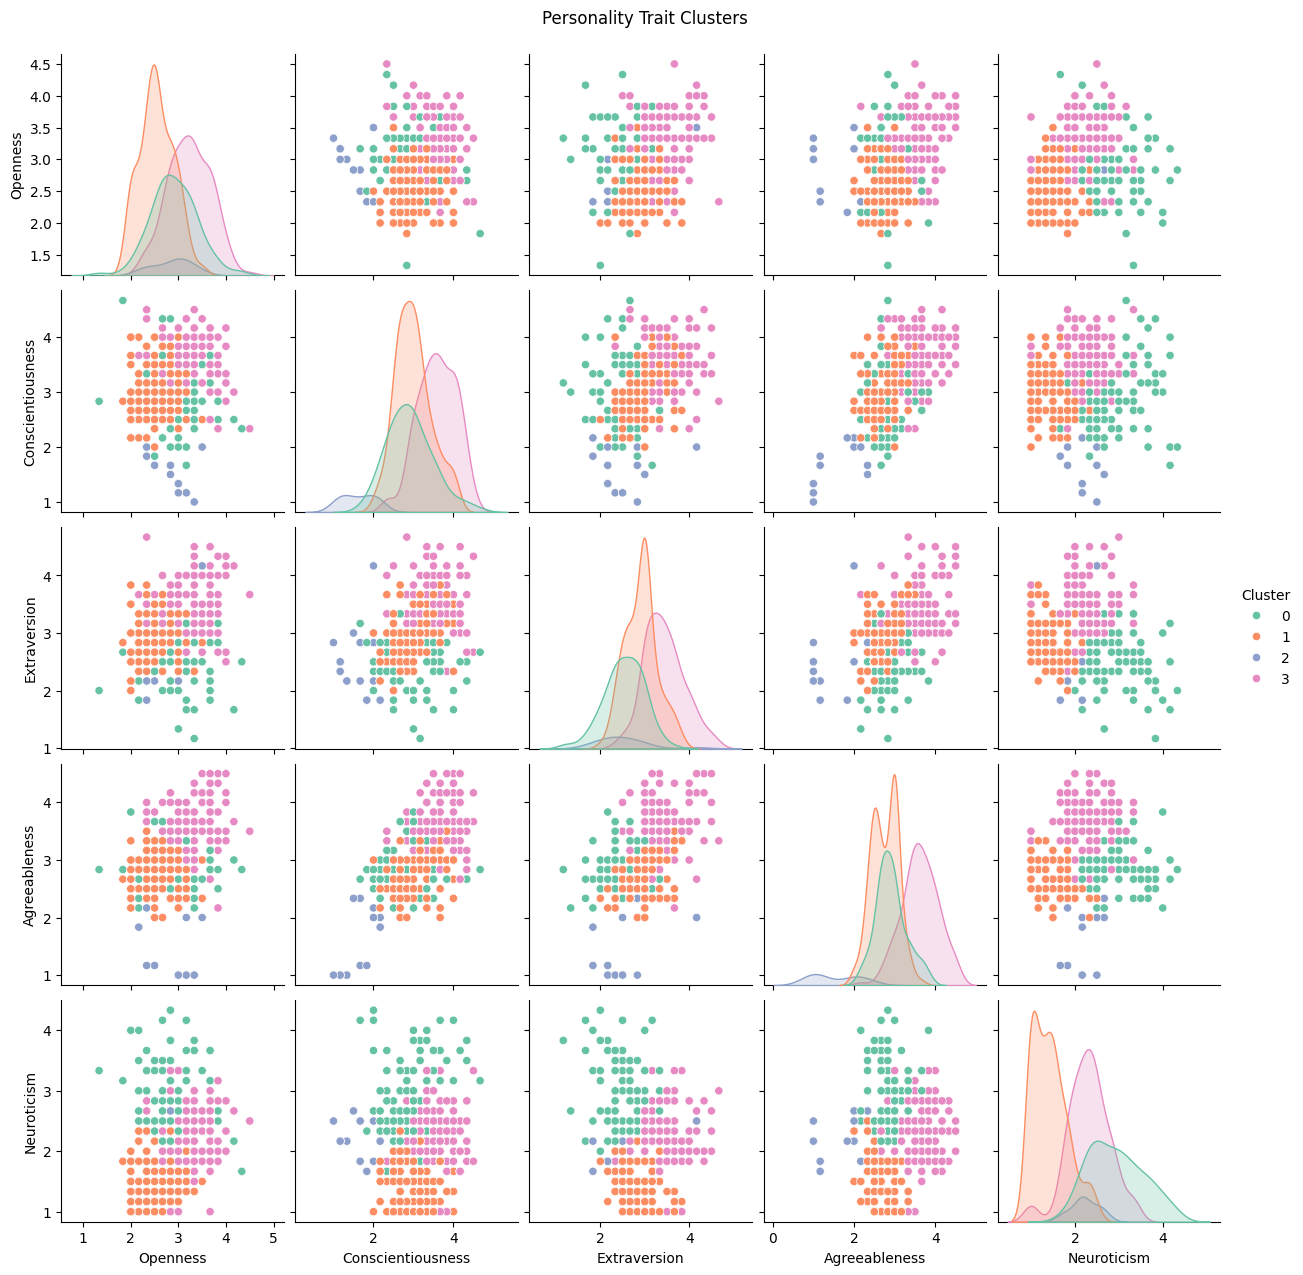 Personality Trait Clusters
4.5
4.0
3.5
3.0
2.5
2.0
1.5
Openness
4
3
2
1
Conscientiousness
4
3
2
1
Extraversion
Cluster
0
1
2
3
4
3
2
1
Agreeableness
4
3
2
1
Neuroticism
1 2 3 4 5
2 4
2 4
0 2 4
2 4
Openness
Conscientiousness
Extraversion
Agreeableness
Neuroticism